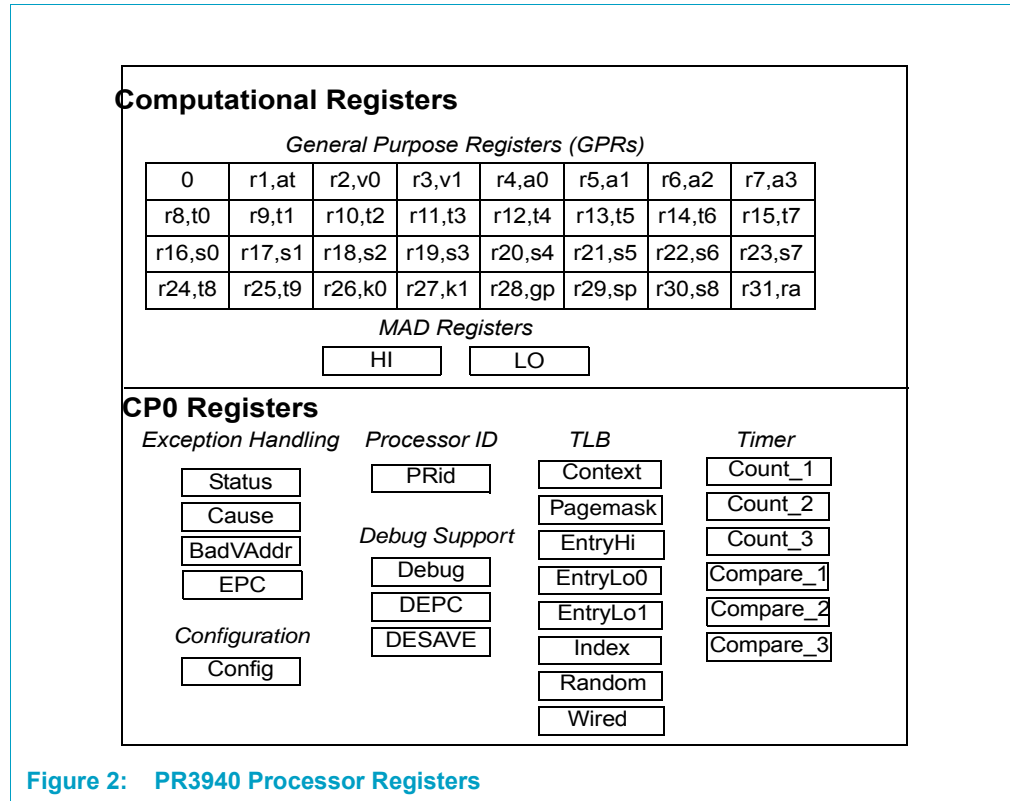 Computational Registers
General Purpose Registers (GPRs)
0 r1,at r2,v0 r3,v1 r4,a0 r5,a1 r6,a2 r7,a3
r8,t0 r9,t1 r10,t2 r11,t3 r12,t4 r13,t5 r14,t6 r15,t7
r16,s0 r17,s1 r18,s2 r19,s3 r20,s4 r21,s5 r22,s6 r23,s7
r24,t8 r25,t9 r26,k0 r27,k1 r28,gp r29,sp r30,s8 r31,ra
MAD Registers
HI LO
CP0 Registers
Exception Handling
Status
Cause
BadVAddr
EPC
Configuration
Config
Processor ID
PRid
Debug Support
Debug
DEPC
DESAVE
TLB
Context
Pagemask
EntryHi
EntryLo0
EntryLo1
Index
Random
Wired
Timer
Count_1
Count_2
Count_3
Compare_1
Compare_2
Compare_3
Figure 2: PR3940 Processor Registers